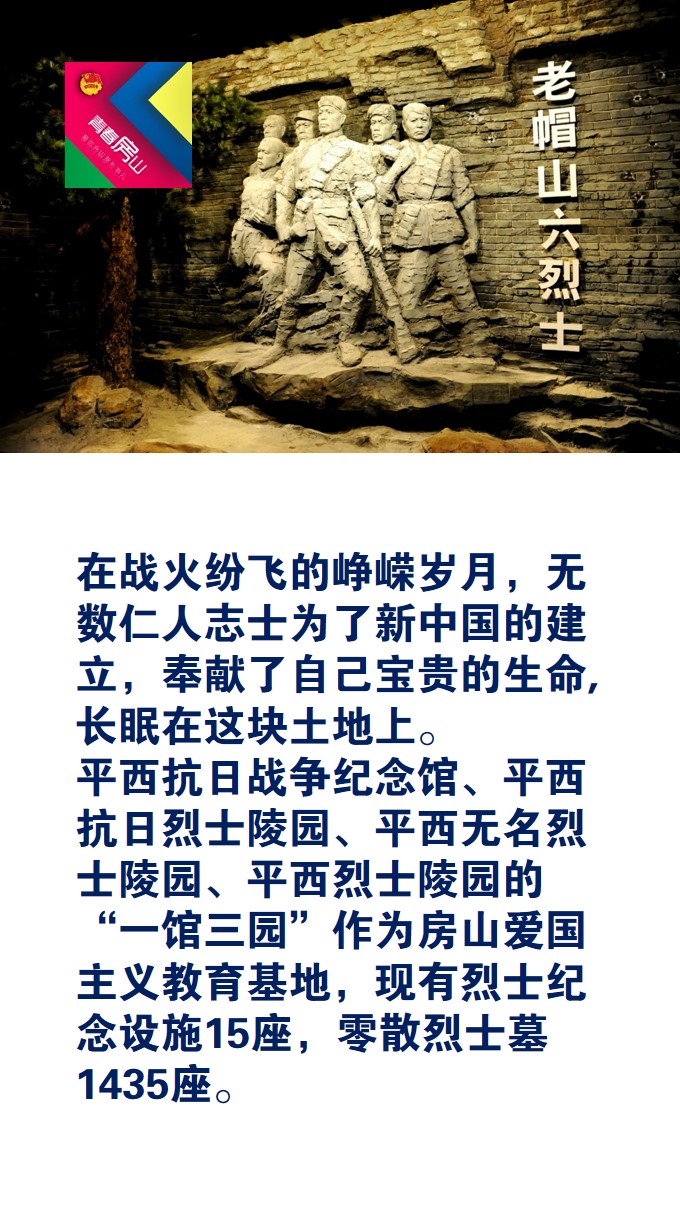 青春房山
老帽山六烈士
在战火纷飞的峥嵘岁月，无
数仁人志士为了新中国的建
立，奉献了自己宝贵的生命,
长眠在这块土地上。
平西抗日战争纪念馆、平西
抗日烈士陵园、平西无名烈
士陵园、平西烈士陵园的
“一馆三园”作为房山爱国
主义教育基地，现有烈士纪
念设施15座，零散烈士墓
1435座。